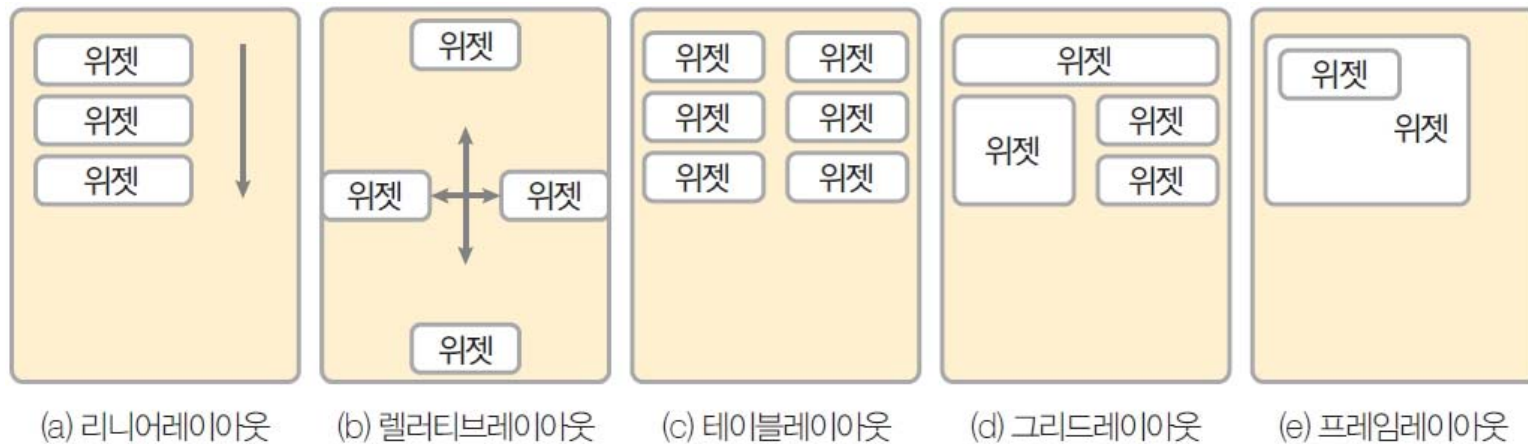 위젯
위젯
위젯
(a) 리니어레이아웃
위젯
위젯 위젯
위젯
(b) 렐러티브레이아웃
위젯 위젯
위젯 위젯
위젯 위젯
(c) 테이블레이아웃
위젯
위젯 위젯
위젯
(d) 그리드레이아웃
위젯
위젯
(e) 프레임레이아웃